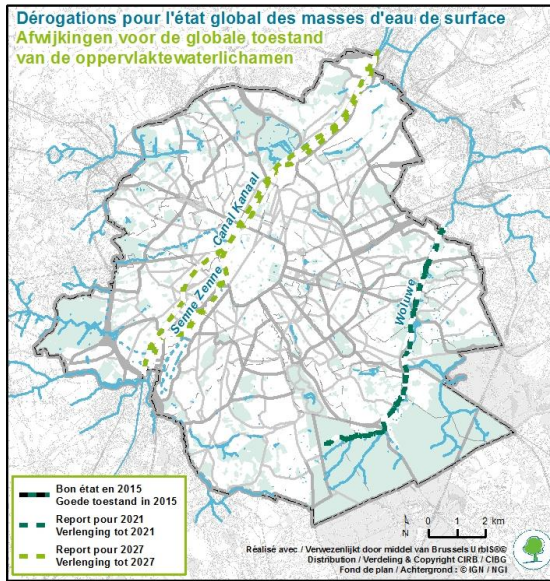 Dérogations pour l'état global des masses d'eau de surface
Afwijkingen voor de globale toestand
van de oppervlaktewaterlichamen
Canal Kanaal
Senne Zenne
Woluwe
Bon état en 2015
Goede toestand in 2015
Report pour 2021
Verlenging tot 2021
Report pour 2027
Verlenging tot 2027
N
0 1 2 km
Réalisé avec / Verwezenlijkt door middel van Brussels UrbIS®©
Distribution / Verdeling & Copyright CIRB / CIBG
Fond de plan / Achtergrond : © IGN / NGI